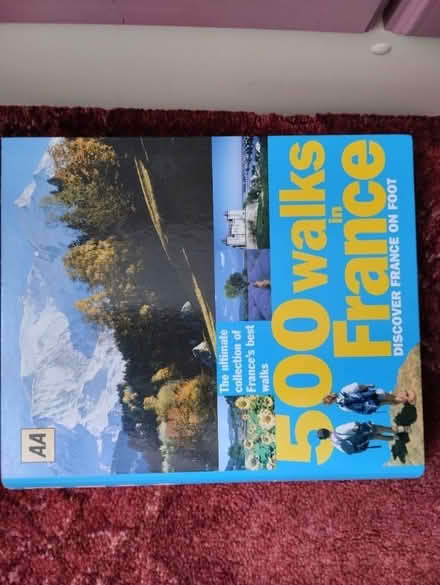 AA
The ultimate
collection of
France's best
walks
500 walks
in
France
DISCOVER FRANCE ON FOOT